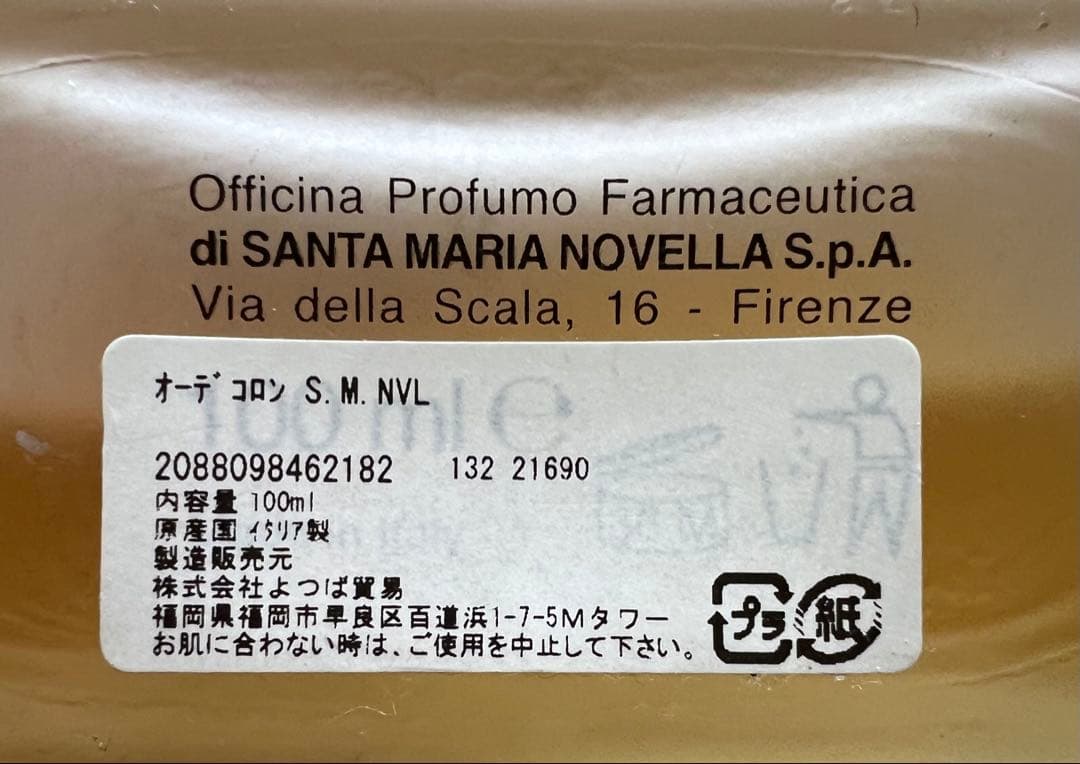 Officina Profumo Farmaceutica
di SANTA MARIA NOVELLA S.p.A.
Via della Scala, 16 - Firenze
オーデコロン S.M.NVL
100 ml ℮
2088098462182 132 21690
内容量 100ml
原産国 イタリア製
製造販売元
株式会社よつば貿易
福岡県福岡市早良区百道浜1-7-5Mタワー
お肌に合わない時は、ご使用を中止して下さい。
プラ 紙